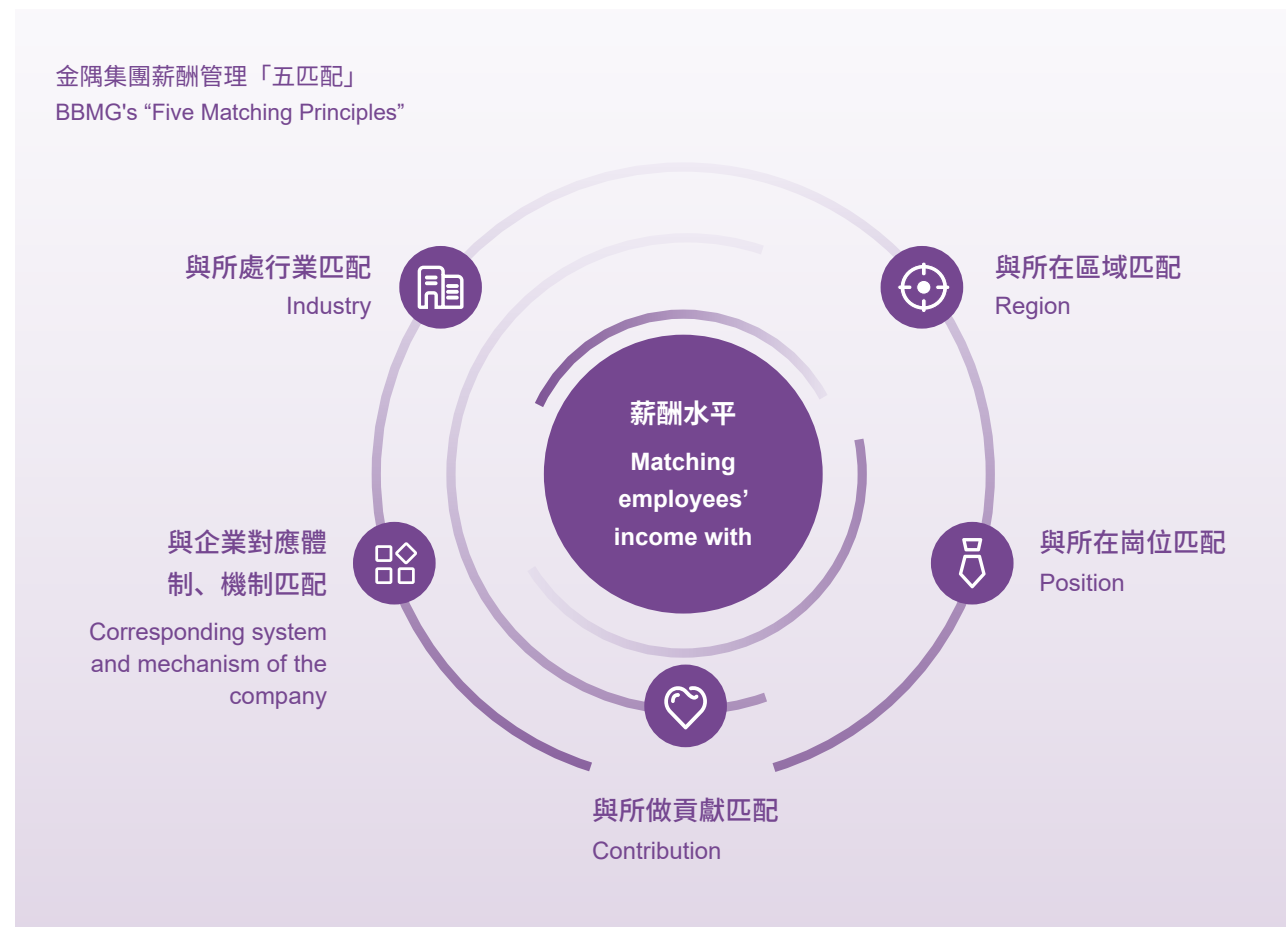 金隅集團薪酬管理「五匹配」
BBMG's “Five Matching Principles”
與所處行業匹配
Industry
與所在區域匹配
Region
薪酬水平
Matching
employees’
income with
與企業對應體
制、機制匹配
Corresponding system
and mechanism of the
company
與所在崗位匹配
Position
與所做貢獻匹配
Contribution